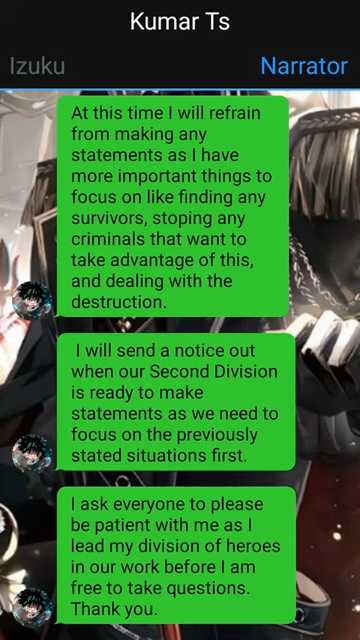 Kumar Ts
Izuku
Narrator
At this time I will refrain
from making any
statements as I have
more important things to
focus on like finding any
survivors, stoping any
criminals that want to
take advantage of this,
and dealing with the
destruction.
I will send a notice out
when our Second Division
is ready to make
statements as we need to
focus on the previously
stated situations first.
I ask everyone to please
be patient with me as I
lead my division of heroes
in our work before I am
free to take questions.
Thank you.